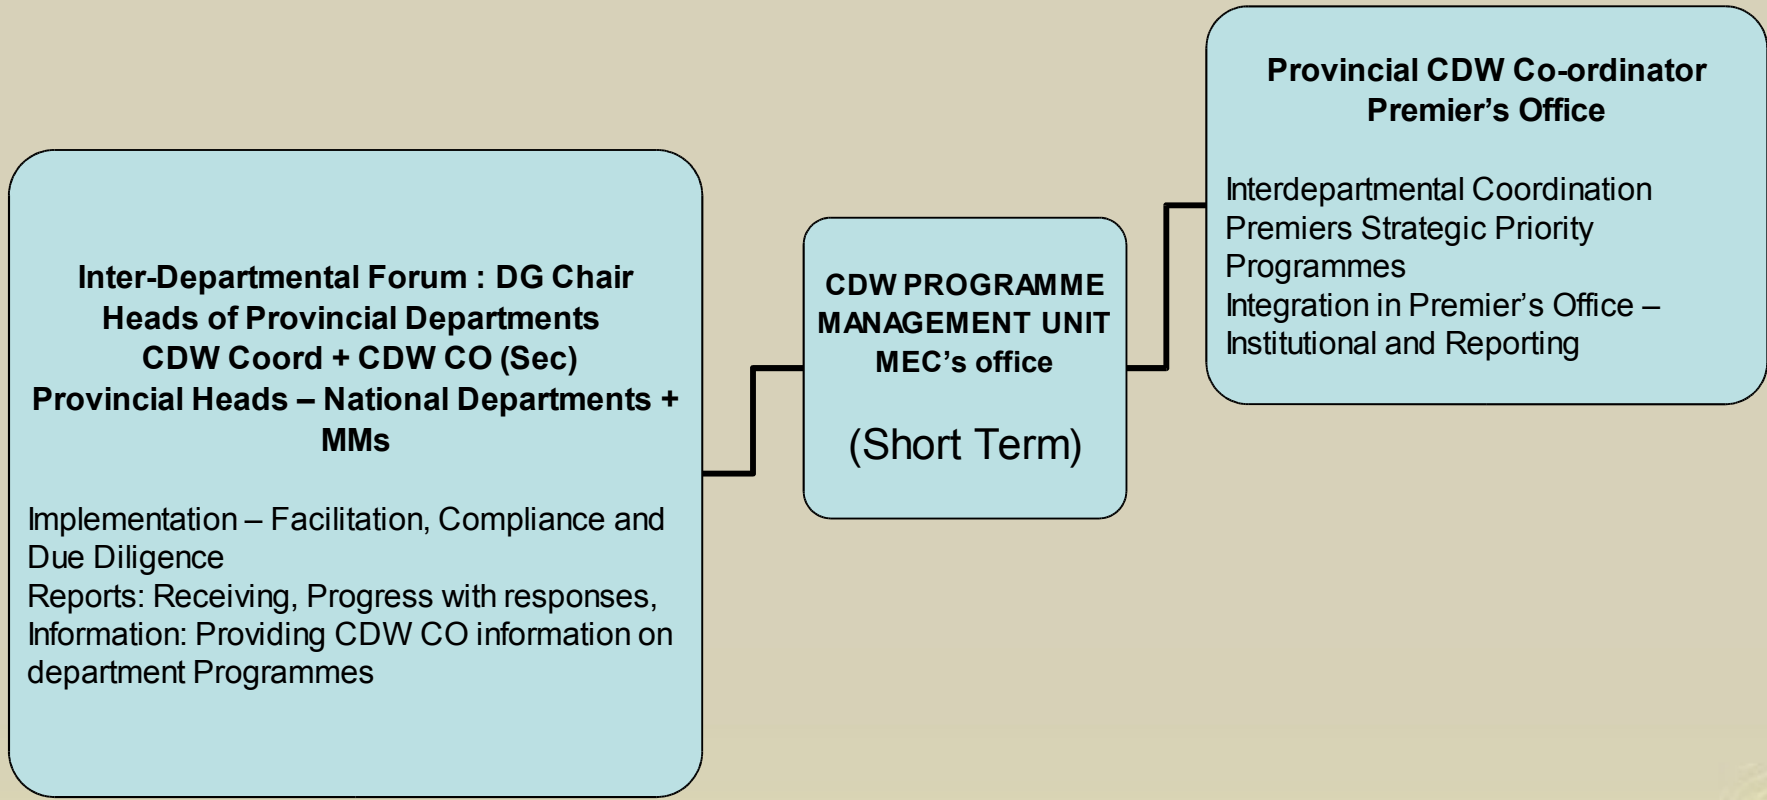 Inter-Departmental Forum : DG Chair
Heads of Provincial Departments
CDW Coord + CDW CO (Sec)
Provincial Heads – National Departments +
MMs
Implementation – Facilitation, Compliance and
Due Diligence
Reports: Receiving, Progress with responses,
Information: Providing CDW CO information on
department Programmes
CDW PROGRAMME
MANAGEMENT UNIT
MEC’s office
(Short Term)
Provincial CDW Co-ordinator
Premier’s Office
Interdepartmental Coordination
Premiers Strategic Priority
Programmes
Integration in Premier’s Office –
Institutional and Reporting